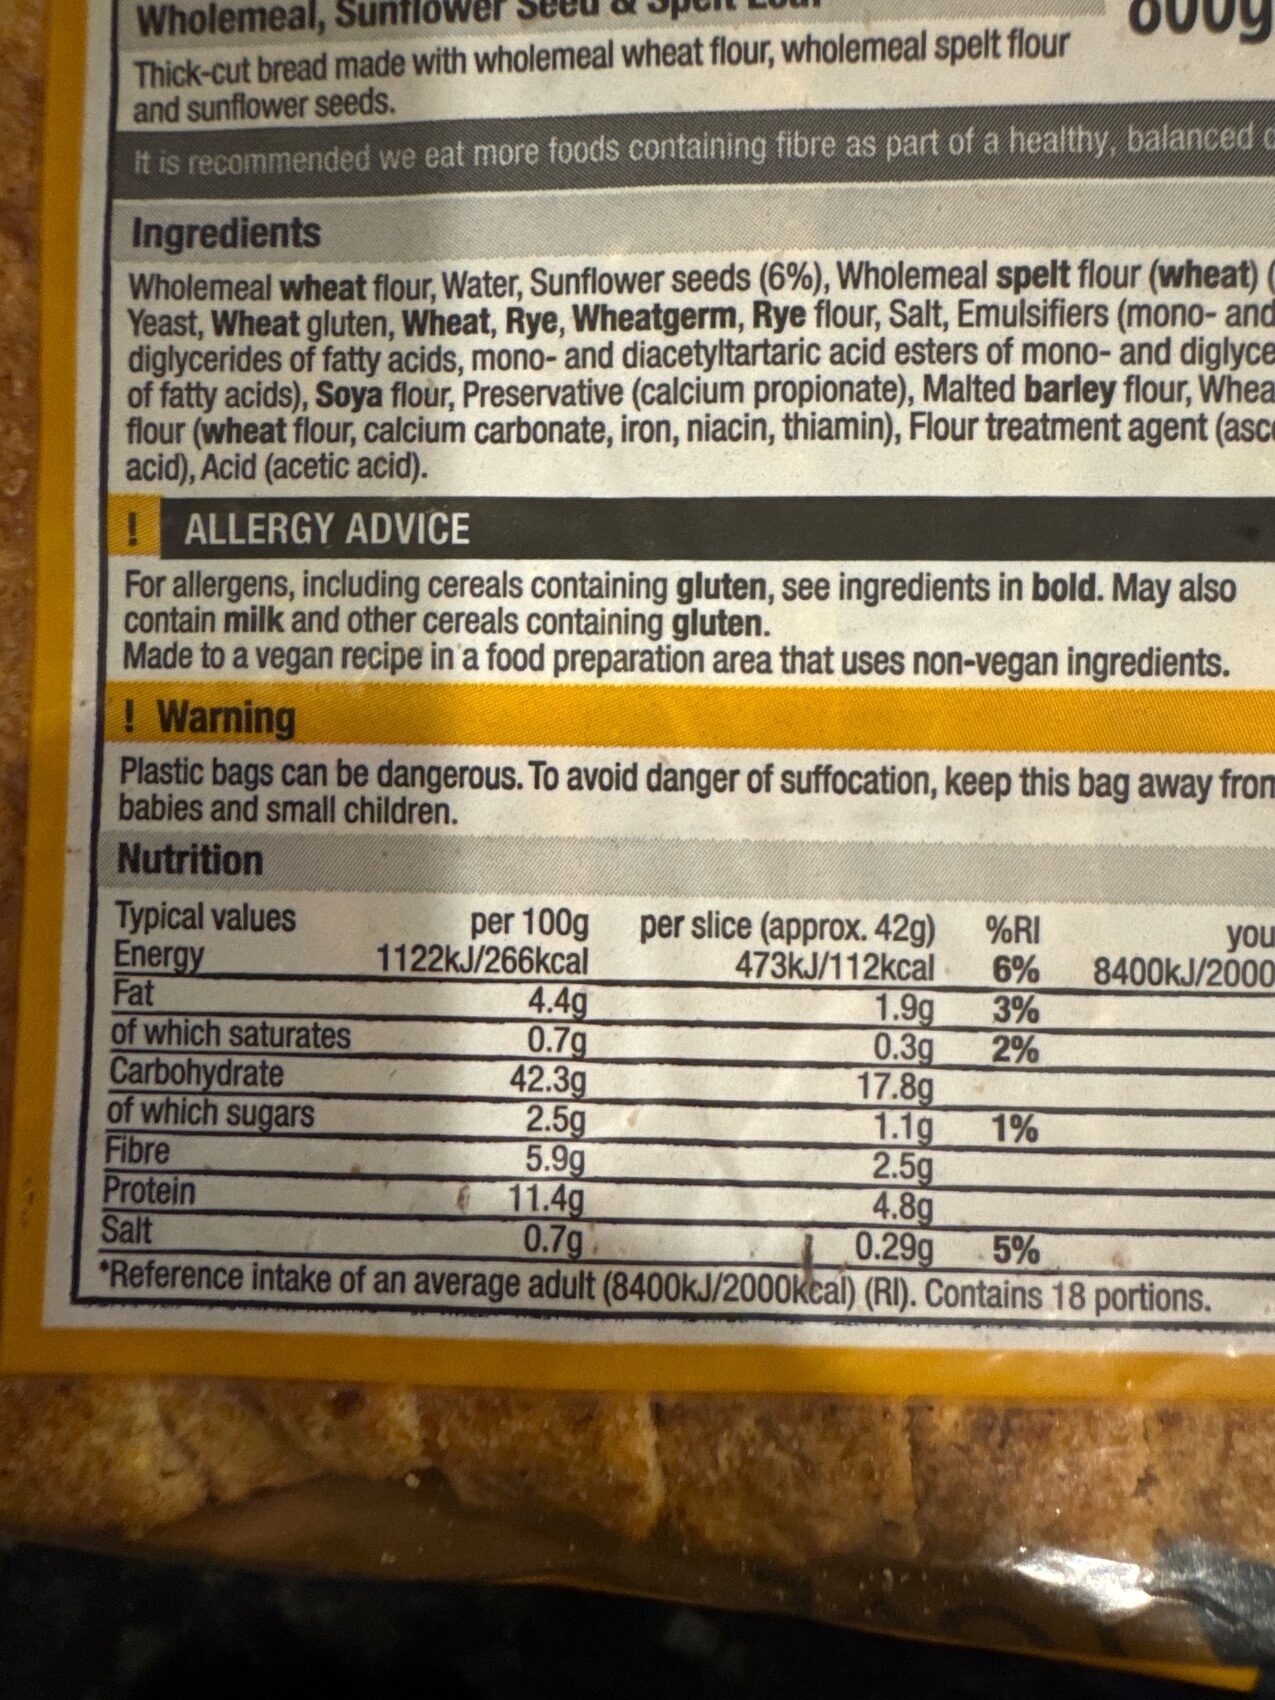 Wholemeal, Sunflower Seed & Spelt Loaf 800g
Thick-cut bread made with wholemeal wheat flour, wholemeal spelt flour
and sunflower seeds.
It is recommended we eat more foods containing fibre as part of a healthy, balanced
Ingredients
Wholemeal wheat flour, Water, Sunflower seeds (6%), Wholemeal spelt flour (wheat) (
Yeast, Wheat gluten, Wheat, Rye, Wheatgerm, Rye flour, Salt, Emulsifiers (mono- and
diglycerides of fatty acids, mono- and diacetyltartaric acid esters of mono- and diglyce
of fatty acids), Soya flour, Preservative (calcium propionate), Malted barley flour, Whea
flour (wheat flour, calcium carbonate, iron, niacin, thiamin), Flour treatment agent (asco
acid), Acid (acetic acid).
! ALLERGY ADVICE
For allergens, including cereals containing gluten, see ingredients in bold. May also
contain milk and other cereals containing gluten.
Made to a vegan recipe in a food preparation area that uses non-vegan ingredients.
! Warning
Plastic bags can be dangerous. To avoid danger of suffocation, keep this bag away from
babies and small children.
Nutrition
Typical values per 100g per slice (approx. 42g) %RI you
Energy 1122kJ/266kcal 473kJ/112kcal 6% 8400kJ/2000
Fat 4.4g 1.9g 3%
of which saturates 0.7g 0.3g 2%
Carbohydrate 42.3g 17.8g
of which sugars 2.5g 1.1g 1%
Fibre 5.9g 2.5g
Protein 11.4g 4.8g
Salt 0.7g 0.29g 5%
*Reference intake of an average adult (8400kJ/2000kcal) (RI). Contains 18 portions.